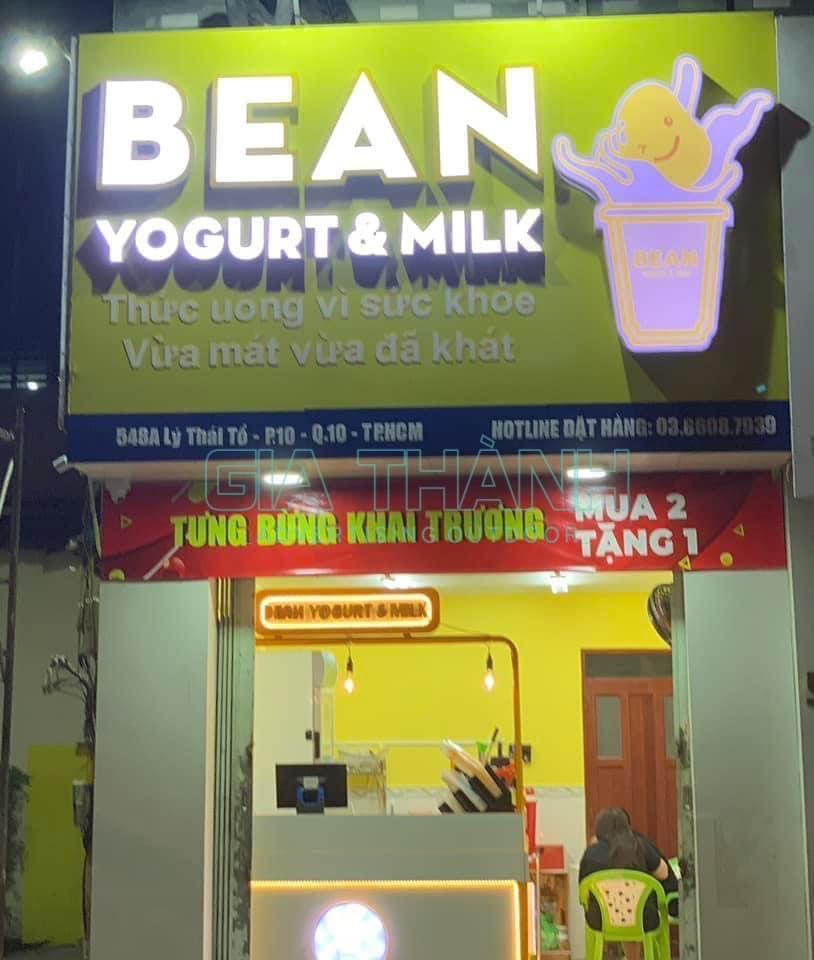 BEAN
YOGURT & MILK
BEAN
Thức uong vì sức khỏe
Vừa mát vừa đã khát
548A Lý Thái Tổ - P.10 - Q.10 - TP.HCM
HOTLINE ĐẶT HÀNG: 03.6608.7939
GIA THÀNH
TƯNG BỪNG KHAI TRƯƠNG
MUA 2
TẶNG 1
BEAN YOGURT & MILK